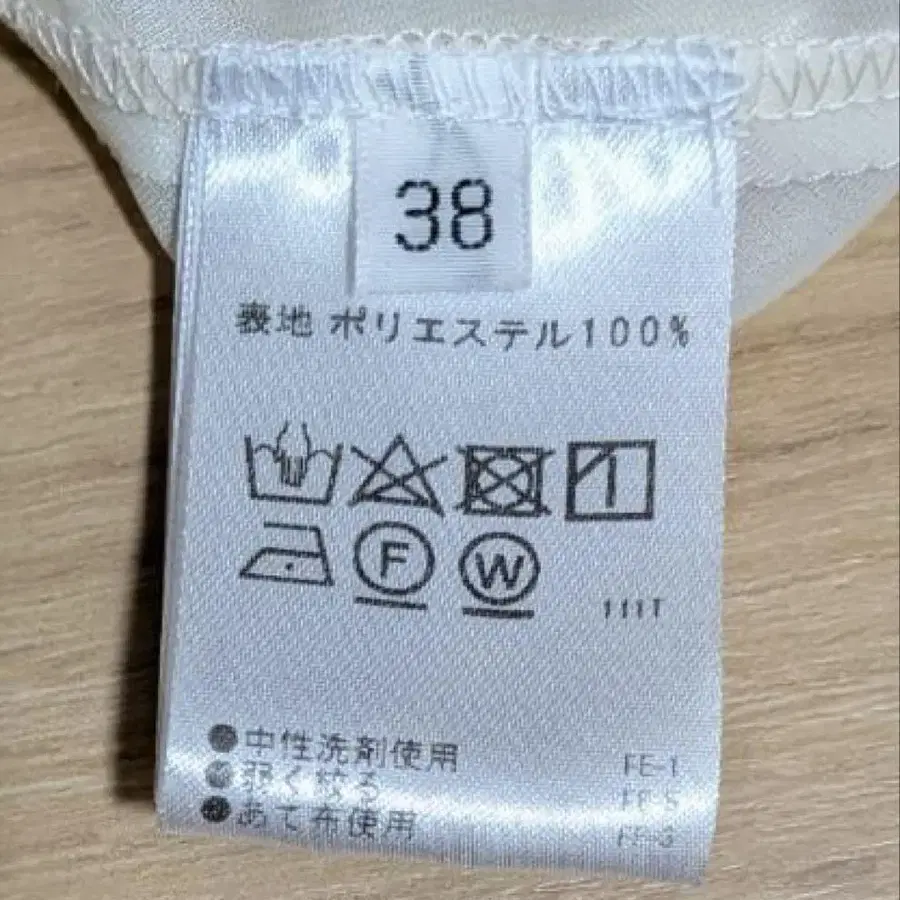 38
表地 ポリエステル100%
F W
111T
●中性洗剤使用 FE-1
●弱く絞る
●あて布使用